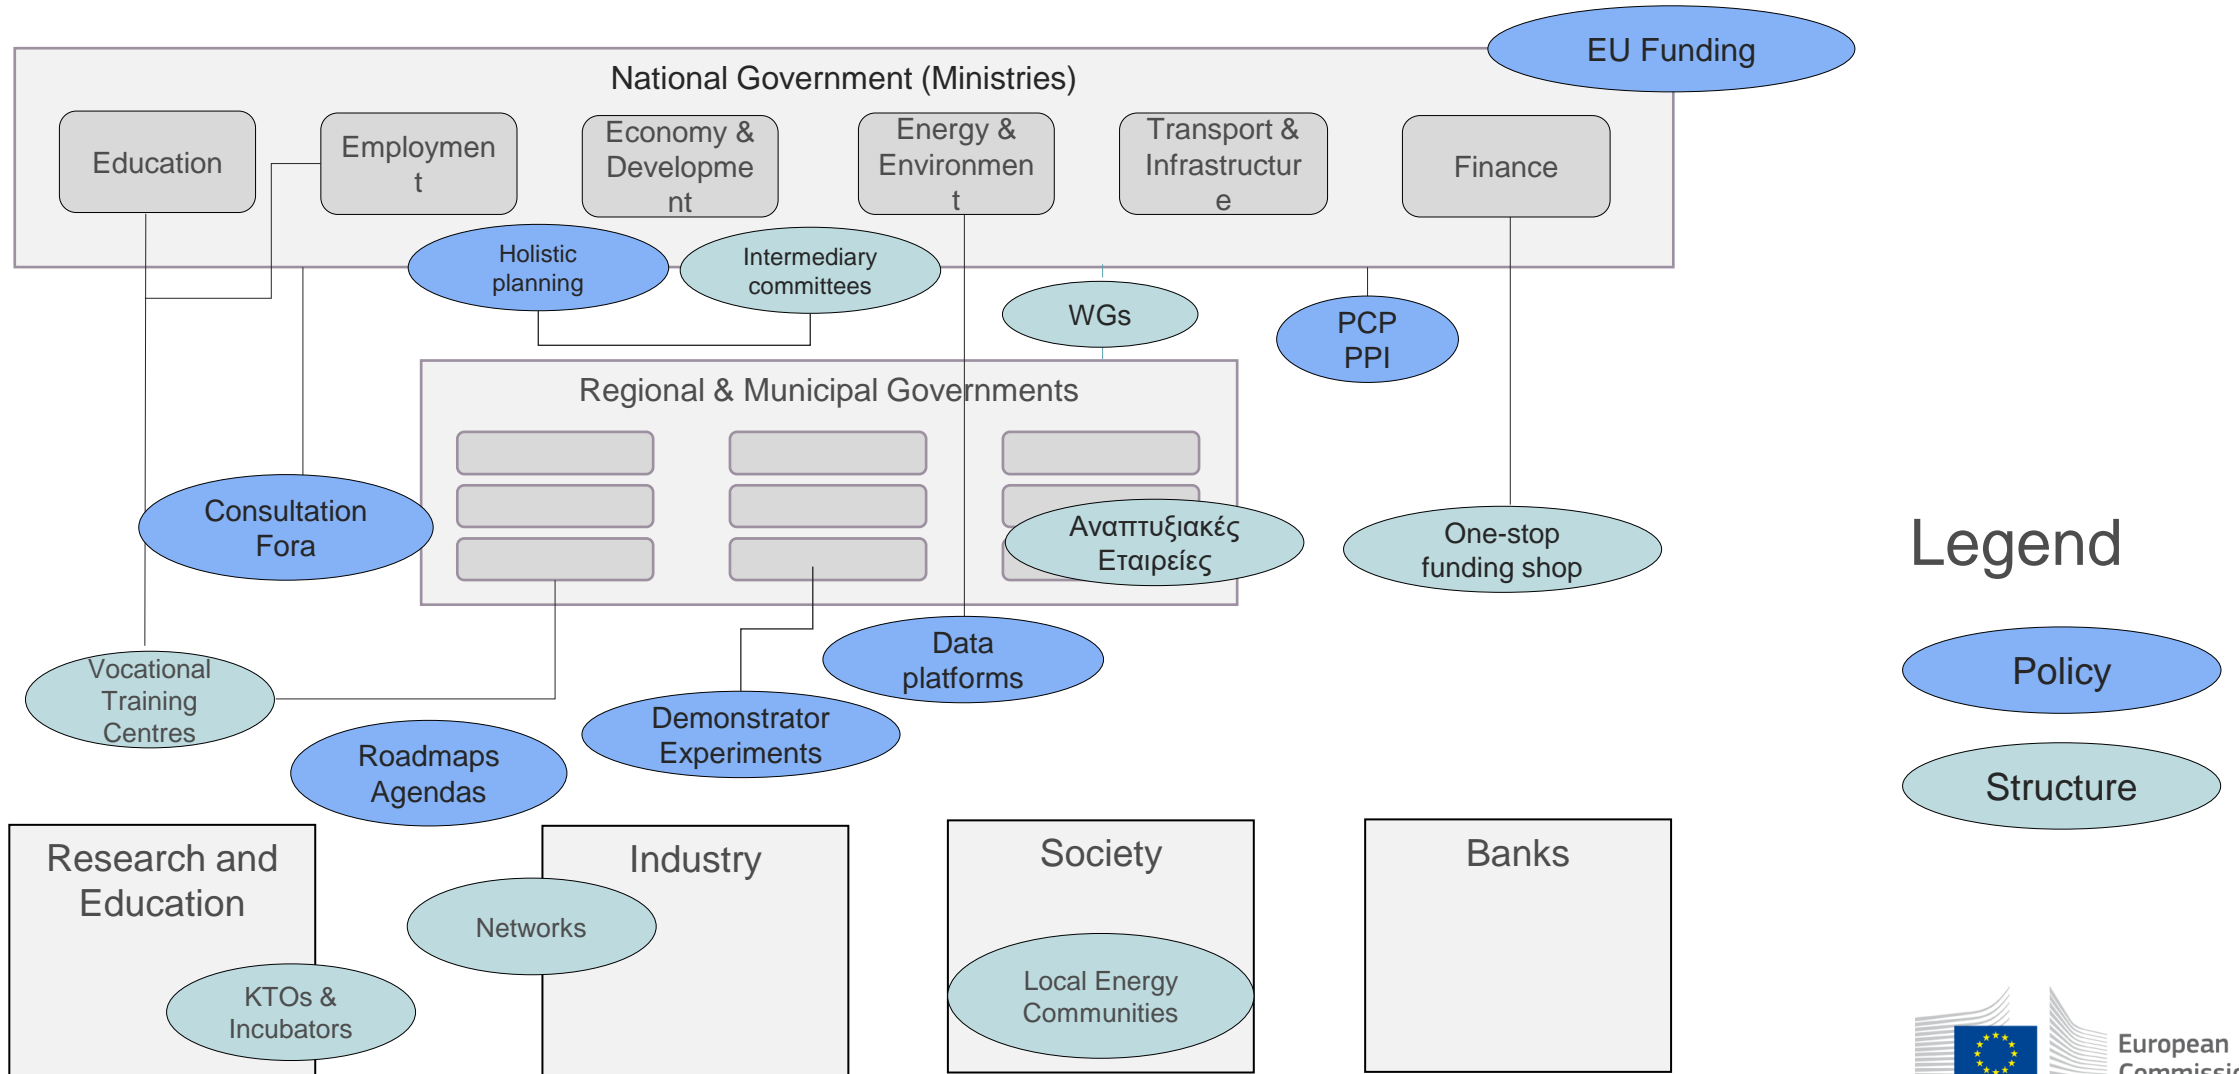 EU Funding
National Government (Ministries)
Education
Employmen
t
Economy &
Developme
nt
Energy &
Environmen
t
Transport &
Infrastructur
e
Finance
Holistic
planning
Intermediary
committees
WGs
PCP
PPI
Regional & Municipal Governments
Consultation
Fora
Αναπτυξιακές
Εταιρείες
One-stop
funding shop
Legend
Data
platforms
Policy
Vocational
Training
Centres
Demonstrator
Experiments
Roadmaps
Agendas
Structure
Research and
Education
Industry
Society
Banks
Networks
KTOs &
Incubators
Local Energy
Communities
European